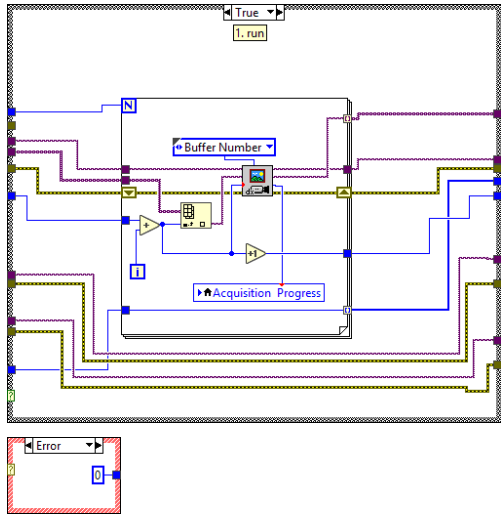 True
1. run
N
Buffer Number
+
+1
i
Acquisition Progress
?
Error
?
0